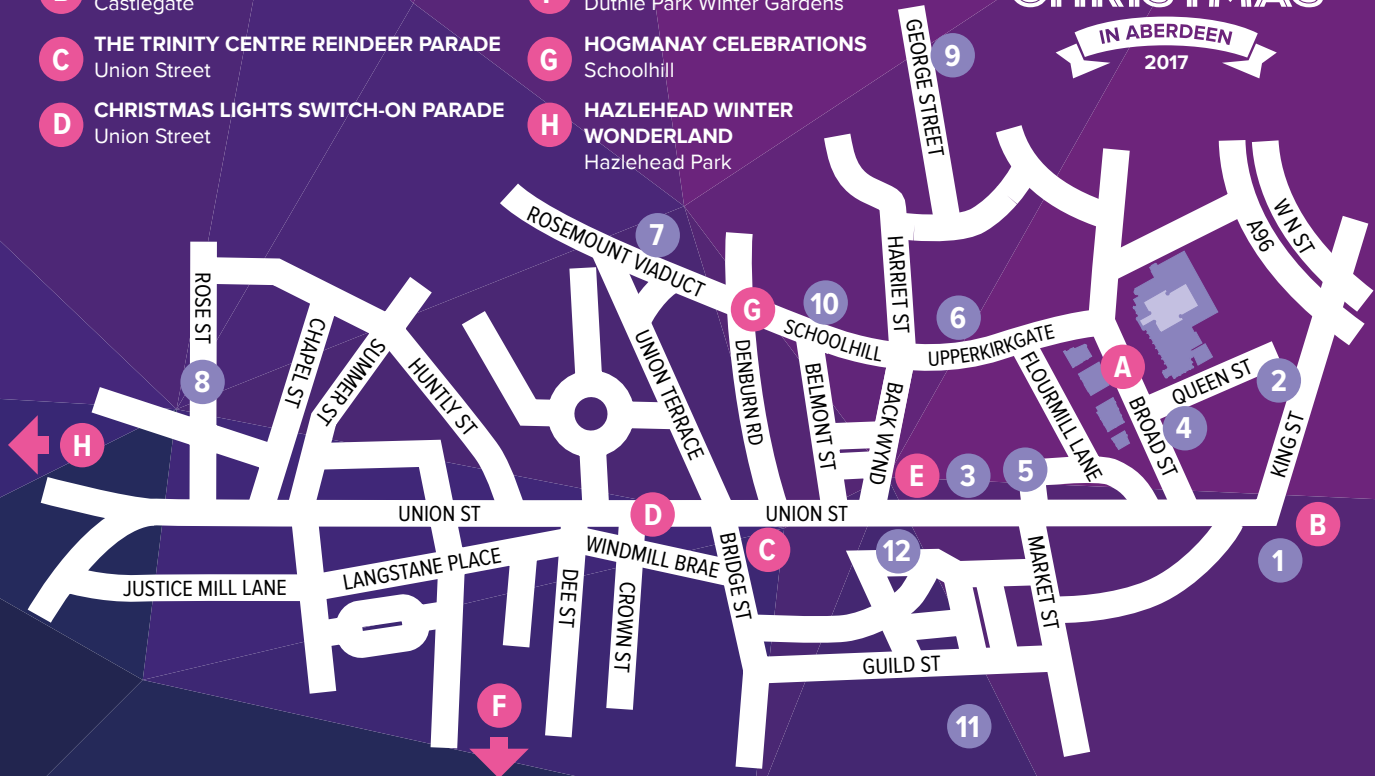 Castlegate
C
THE TRINITY CENTRE REINDEER PARADE
Union Street
D
CHRISTMAS LIGHTS SWITCH-ON PARADE
Union Street
Duthie Park Winter Gardens
G
HOGMANAY CELEBRATIONS
Schoolhill
H
HAZLEHEAD WINTER
WONDERLAND
Hazlehead Park
CHRISTMAS
IN ABERDEEN
2017
GEORGE STREET
9
ROSEMOUNT VIADUCT
7
W N ST
A96
HARRIET ST
ROSE ST
G
10
6
SCHOOLHILL
UPPERKIRKGATE
CHAPEL ST
SUMMER ST
HUNTLY ST
UNION TERRACE
DENBURN RD
BELMONT ST
BACK WYND
FLOURMILL LANE
A
BROAD ST
QUEEN ST
2
8
4
KING ST
H
E
3
5
UNION ST
D
UNION ST
B
C
12
1
WINDMILL BRAE
BRIDGE ST
MARKET ST
JUSTICE MILL LANE
LANGSTANE PLACE
DEE ST
CROWN ST
GUILD ST
F
11